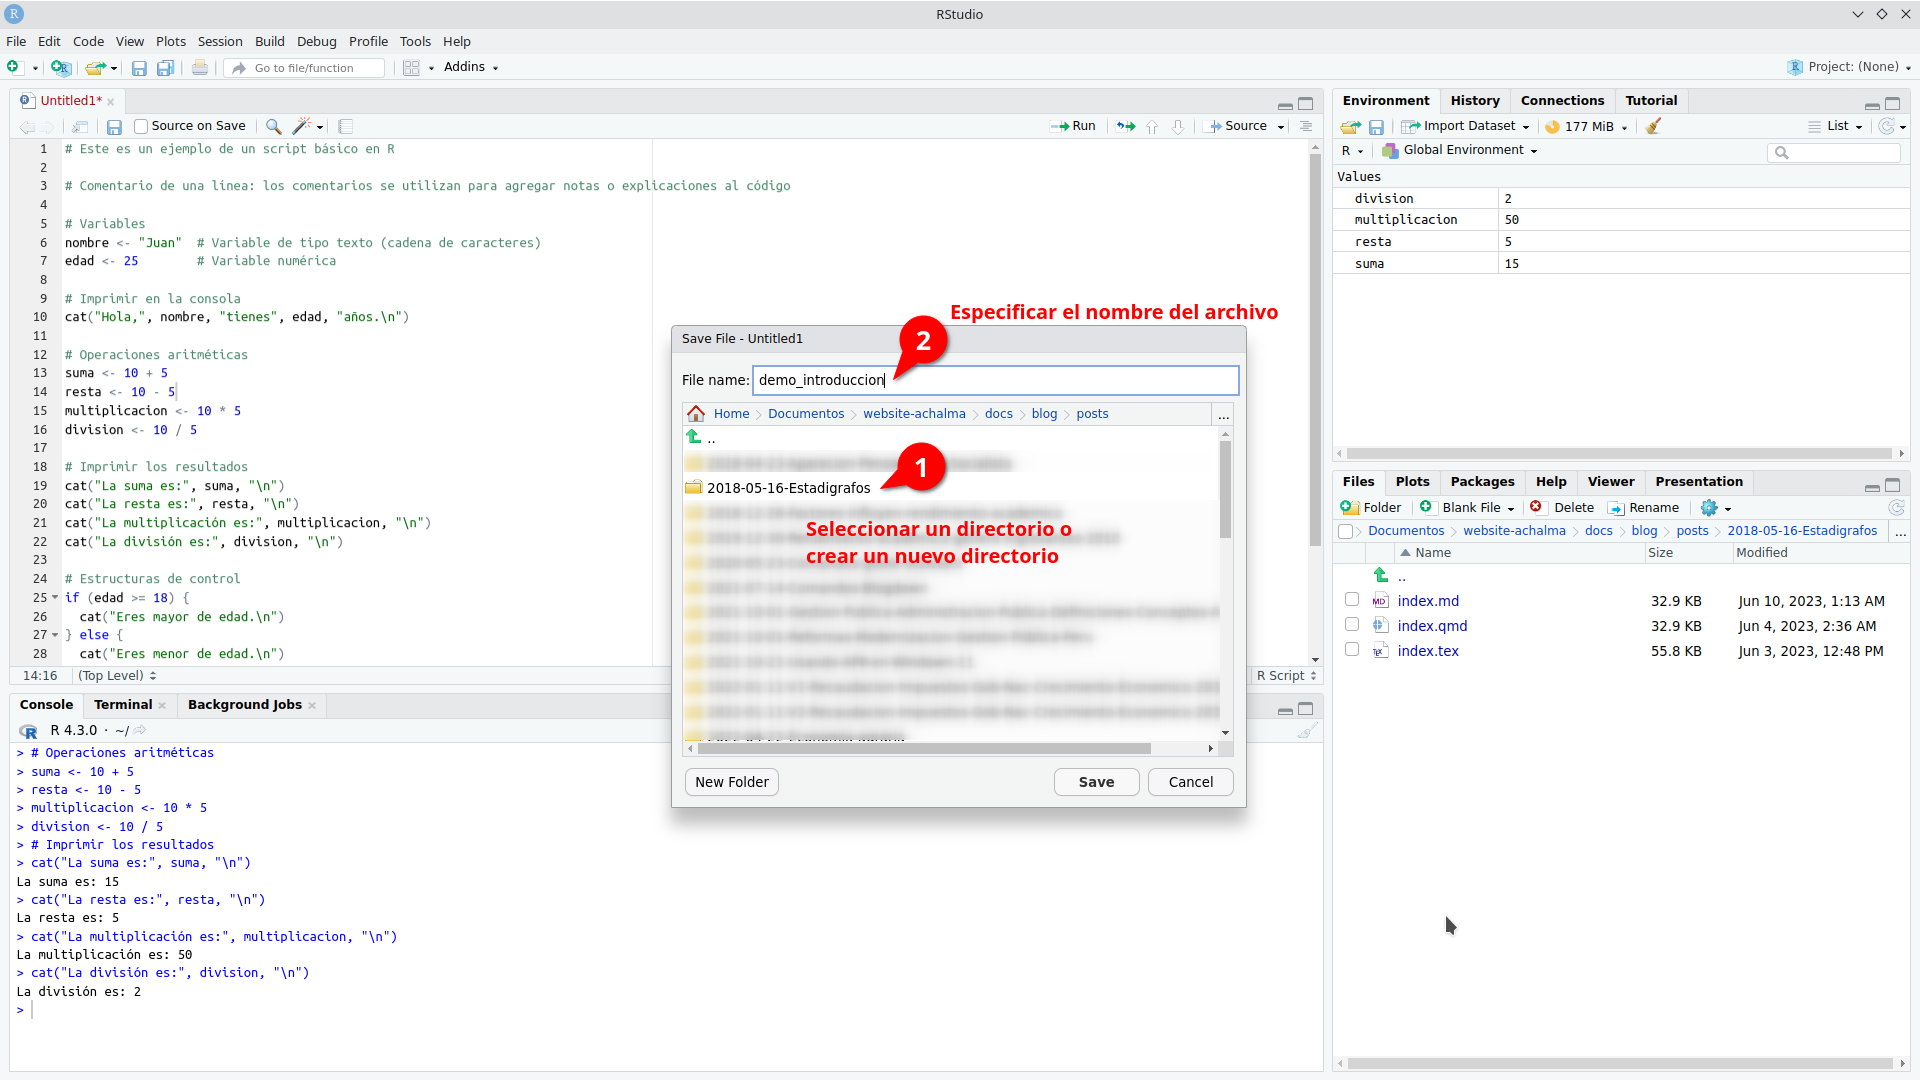 RStudio
File Edit Code View Plots Session Build Debug Profile Tools Help
Go to file/function Addins Project: (None)
Untitled1*
Source on Save Run Source
1 # Este es un ejemplo de un script básico en R
2
3 # Comentario de una línea: los comentarios se utilizan para agregar notas o explicaciones al código
4
5 # Variables
6 nombre <- "Juan" # Variable de tipo texto (cadena de caracteres)
7 edad <- 25 # Variable numérica
8
9 # Imprimir en la consola
10 cat("Hola,", nombre, "tienes", edad, "años.\n")
11
12 # Operaciones aritméticas
13 suma <- 10 + 5
14 resta <- 10 - 5
15 multiplicacion <- 10 * 5
16 division <- 10 / 5
17
18 # Imprimir los resultados
19 cat("La suma es:", suma, "\n")
20 cat("La resta es:", resta, "\n")
21 cat("La multiplicación es:", multiplicacion, "\n")
22 cat("La división es:", division, "\n")
23
24 # Estructuras de control
25 if (edad >= 18) {
26 cat("Eres mayor de edad.\n")
27 } else {
28 cat("Eres menor de edad.\n")
14:16 (Top Level) R Script
Console Terminal Background Jobs
R 4.3.0 · ~/
> # Operaciones aritméticas
> suma <- 10 + 5
> resta <- 10 - 5
> multiplicacion <- 10 * 5
> division <- 10 / 5
> # Imprimir los resultados
> cat("La suma es:", suma, "\n")
La suma es: 15
> cat("La resta es:", resta, "\n")
La resta es: 5
> cat("La multiplicación es:", multiplicacion, "\n")
La multiplicación es: 50
> cat("La división es:", division, "\n")
La división es: 2
>
Especificar el nombre del archivo
2
Save File - Untitled1
File name: demo_introduccion
Home Documentos website-achalma docs blog posts ...
..
1
2018-05-16-Estadigrafos
Seleccionar un directorio o
crear un nuevo directorio
New Folder Save Cancel
Environment History Connections Tutorial
Import Dataset 177 MiB List
R Global Environment
Values
division 2
multiplicacion 50
resta 5
suma 15
Files Plots Packages Help Viewer Presentation
Folder Blank File Delete Rename
Documentos website-achalma docs blog posts 2018-05-16-Estadigrafos ...
Name Size Modified
..
index.md 32.9 KB Jun 10, 2023, 1:13 AM
index.qmd 32.9 KB Jun 4, 2023, 2:36 AM
index.tex 55.8 KB Jun 3, 2023, 12:48 PM